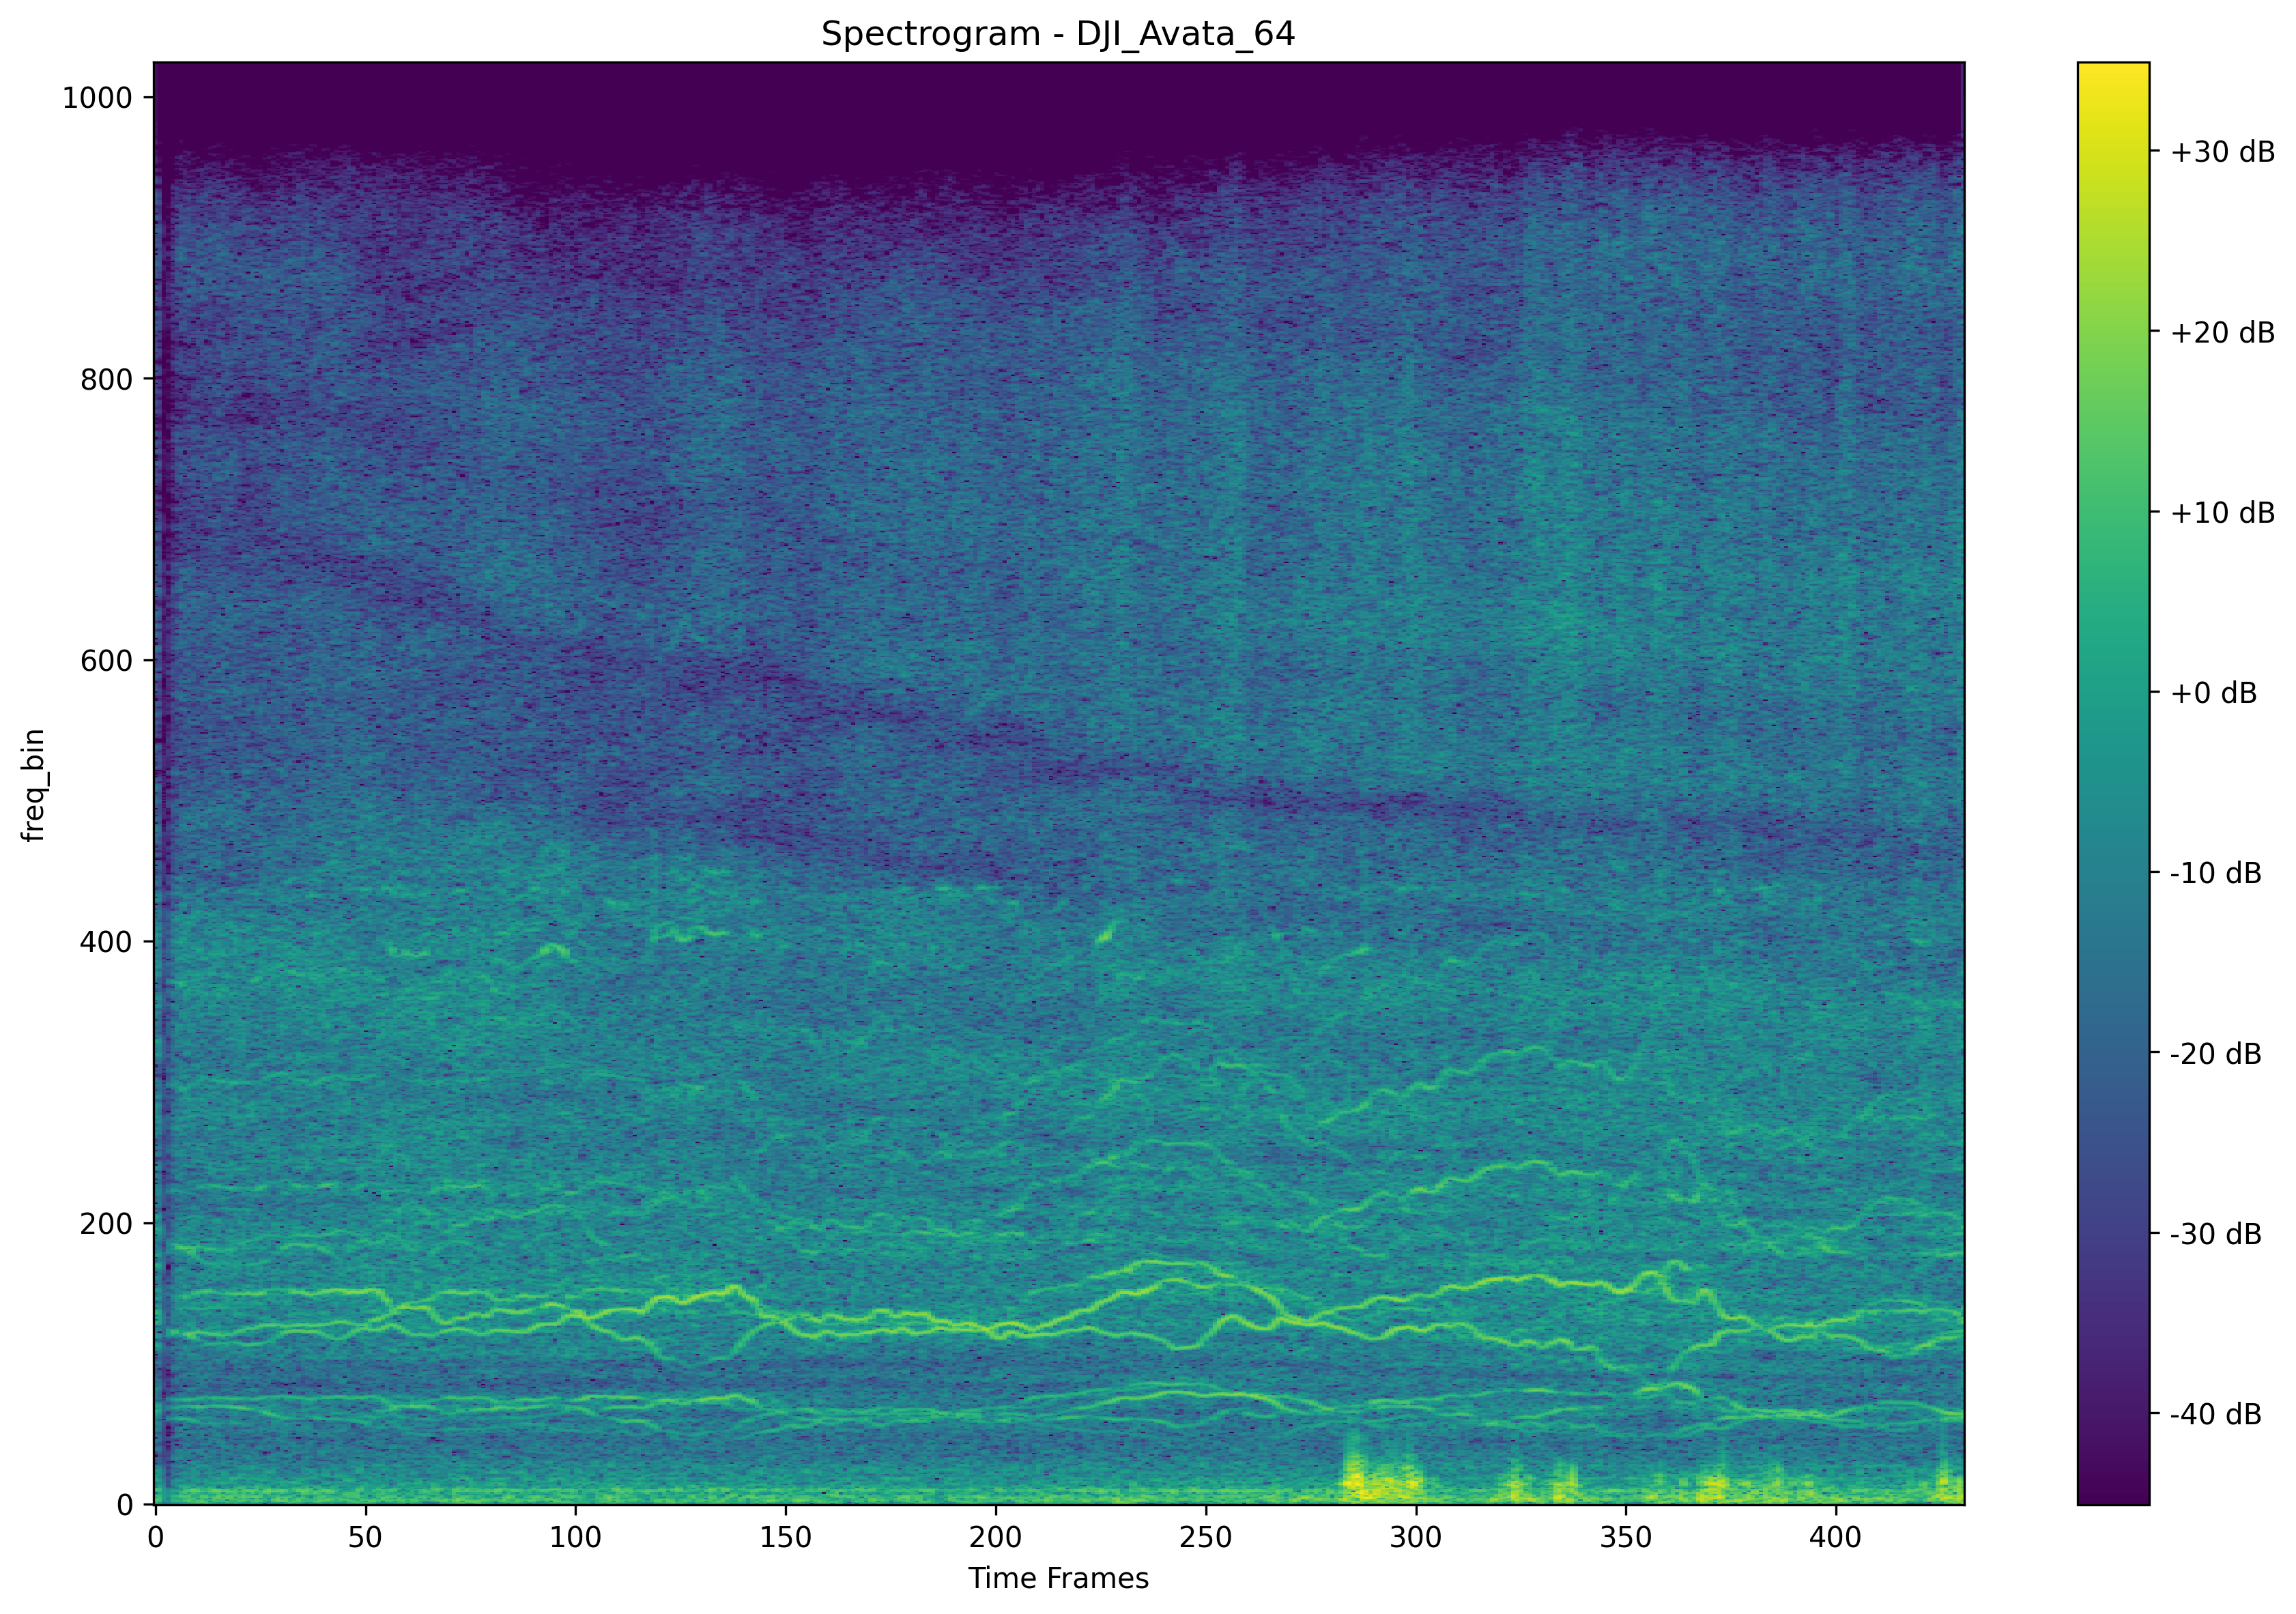 Spectrogram - DJI_Avata_64
1000
800
600
400
200
0
freq_bin
0 50 100 150 200 250 300 350 400
Time Frames
+30 dB
+20 dB
+10 dB
+0 dB
-10 dB
-20 dB
-30 dB
-40 dB